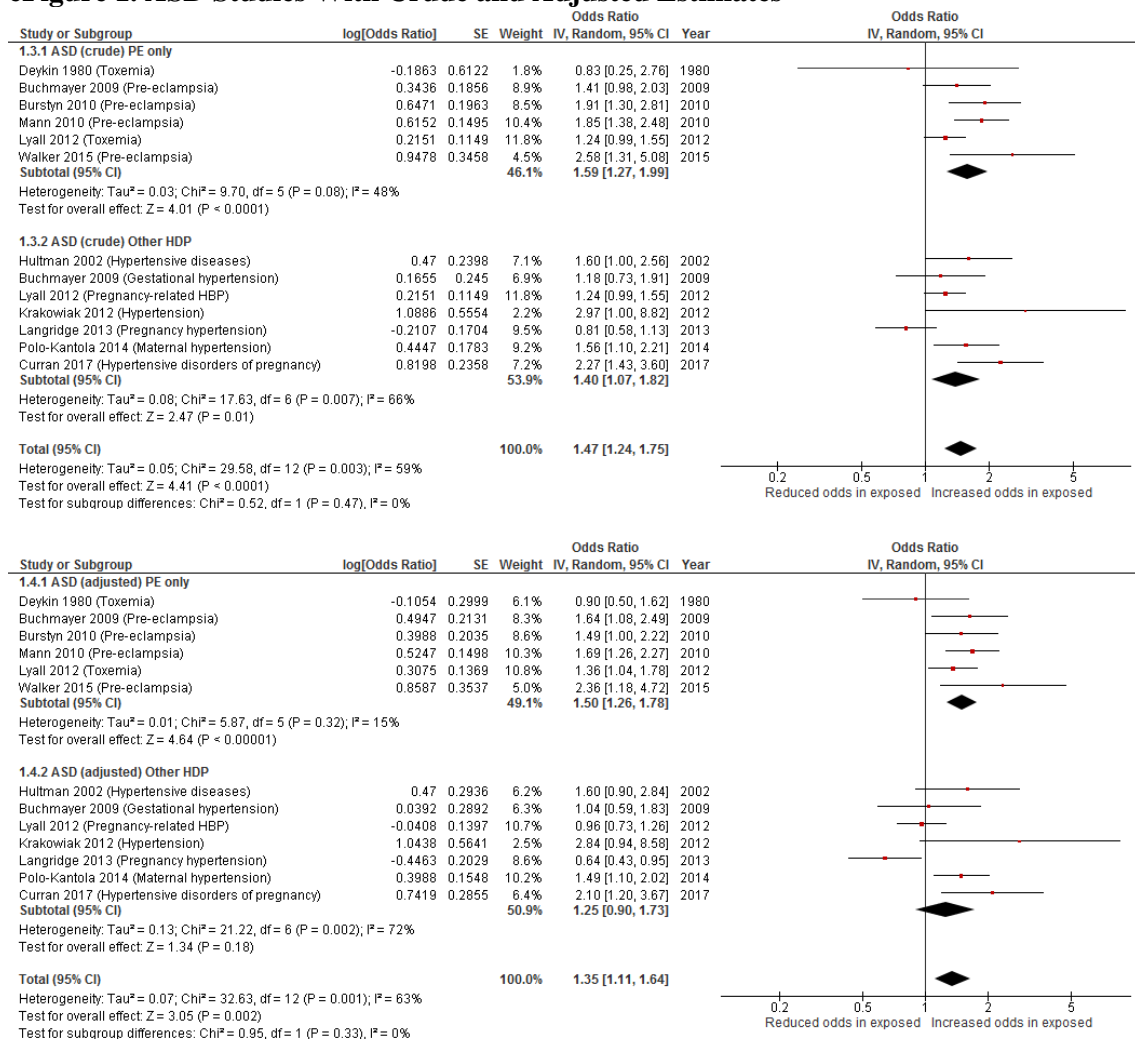 eFigure 1. ASD Studies With Crude and Adjusted Estimates
Odds Ratio Odds Ratio
Study or Subgroup log[Odds Ratio] SE Weight IV, Random, 95% CI Year IV, Random, 95% CI
1.3.1 ASD (crude) PE only
Deykin 1980 (Toxemia) -0.1863 0.6122 1.8% 0.83 [0.25, 2.76] 1980
Buchmayer 2009 (Pre-eclampsia) 0.3436 0.1856 8.9% 1.41 [0.98, 2.03] 2009
Burstyn 2010 (Pre-eclampsia) 0.6471 0.1963 8.5% 1.91 [1.30, 2.81] 2010
Mann 2010 (Pre-eclampsia) 0.6152 0.1495 10.4% 1.85 [1.38, 2.48] 2010
Lyall 2012 (Toxemia) 0.2151 0.1149 11.8% 1.24 [0.99, 1.55] 2012
Walker 2015 (Pre-eclampsia) 0.9478 0.3458 4.5% 2.58 [1.31, 5.08] 2015
Subtotal (95% CI) 46.1% 1.59 [1.27, 1.99]
Heterogeneity: Tau² = 0.03; Chi² = 9.70, df = 5 (P = 0.08); I² = 48%
Test for overall effect: Z = 4.01 (P < 0.0001)
1.3.2 ASD (crude) Other HDP
Hultman 2002 (Hypertensive diseases) 0.47 0.2398 7.1% 1.60 [1.00, 2.56] 2002
Buchmayer 2009 (Gestational hypertension) 0.1655 0.245 6.9% 1.18 [0.73, 1.91] 2009
Lyall 2012 (Pregnancy-related HBP) 0.2151 0.1149 11.8% 1.24 [0.99, 1.55] 2012
Krakowiak 2012 (Hypertension) 1.0886 0.5554 2.2% 2.97 [1.00, 8.82] 2012
Langridge 2013 (Pregnancy hypertension) -0.2107 0.1704 9.5% 0.81 [0.58, 1.13] 2013
Polo-Kantola 2014 (Maternal hypertension) 0.4447 0.1783 9.2% 1.56 [1.10, 2.21] 2014
Curran 2017 (Hypertensive disorders of pregnancy) 0.8198 0.2358 7.2% 2.27 [1.43, 3.60] 2017
Subtotal (95% CI) 53.9% 1.40 [1.07, 1.82]
Heterogeneity: Tau² = 0.08; Chi² = 17.63, df = 6 (P = 0.007); I² = 66%
Test for overall effect: Z = 2.47 (P = 0.01)
Total (95% CI) 100.0% 1.47 [1.24, 1.75]
Heterogeneity: Tau² = 0.05; Chi² = 29.58, df = 12 (P = 0.003); I² = 59%
Test for overall effect: Z = 4.41 (P < 0.0001)
Test for subgroup differences: Chi² = 0.52, df = 1 (P = 0.47), I² = 0%
0.2 0.5 1 2 5
Reduced odds in exposed Increased odds in exposed
Odds Ratio Odds Ratio
Study or Subgroup log[Odds Ratio] SE Weight IV, Random, 95% CI Year IV, Random, 95% CI
1.4.1 ASD (adjusted) PE only
Deykin 1980 (Toxemia) -0.1054 0.2999 6.1% 0.90 [0.50, 1.62] 1980
Buchmayer 2009 (Pre-eclampsia) 0.4947 0.2131 8.3% 1.64 [1.08, 2.49] 2009
Burstyn 2010 (Pre-eclampsia) 0.3988 0.2035 8.6% 1.49 [1.00, 2.22] 2010
Mann 2010 (Pre-eclampsia) 0.5247 0.1498 10.3% 1.69 [1.26, 2.27] 2010
Lyall 2012 (Toxemia) 0.3075 0.1369 10.8% 1.36 [1.04, 1.78] 2012
Walker 2015 (Pre-eclampsia) 0.8587 0.3537 5.0% 2.36 [1.18, 4.72] 2015
Subtotal (95% CI) 49.1% 1.50 [1.26, 1.78]
Heterogeneity: Tau² = 0.01; Chi² = 5.87, df = 5 (P = 0.32); I² = 15%
Test for overall effect: Z = 4.64 (P < 0.00001)
1.4.2 ASD (adjusted) Other HDP
Hultman 2002 (Hypertensive diseases) 0.47 0.2936 6.2% 1.60 [0.90, 2.84] 2002
Buchmayer 2009 (Gestational hypertension) 0.0392 0.2892 6.3% 1.04 [0.59, 1.83] 2009
Lyall 2012 (Pregnancy-related HBP) -0.0408 0.1397 10.7% 0.96 [0.73, 1.26] 2012
Krakowiak 2012 (Hypertension) 1.0438 0.5641 2.5% 2.84 [0.94, 8.58] 2012
Langridge 2013 (Pregnancy hypertension) -0.4463 0.2029 8.6% 0.64 [0.43, 0.95] 2013
Polo-Kantola 2014 (Maternal hypertension) 0.3988 0.1548 10.2% 1.49 [1.10, 2.02] 2014
Curran 2017 (Hypertensive disorders of pregnancy) 0.7419 0.2855 6.4% 2.10 [1.20, 3.67] 2017
Subtotal (95% CI) 50.9% 1.25 [0.90, 1.73]
Heterogeneity: Tau² = 0.13; Chi² = 21.22, df = 6 (P = 0.002); I² = 72%
Test for overall effect: Z = 1.34 (P = 0.18)
Total (95% CI) 100.0% 1.35 [1.11, 1.64]
Heterogeneity: Tau² = 0.07; Chi² = 32.63, df = 12 (P = 0.001); I² = 63%
Test for overall effect: Z = 3.05 (P = 0.002)
Test for subgroup differences: Chi² = 0.95, df = 1 (P = 0.33), I² = 0%
0.2 0.5 1 2 5
Reduced odds in exposed Increased odds in exposed